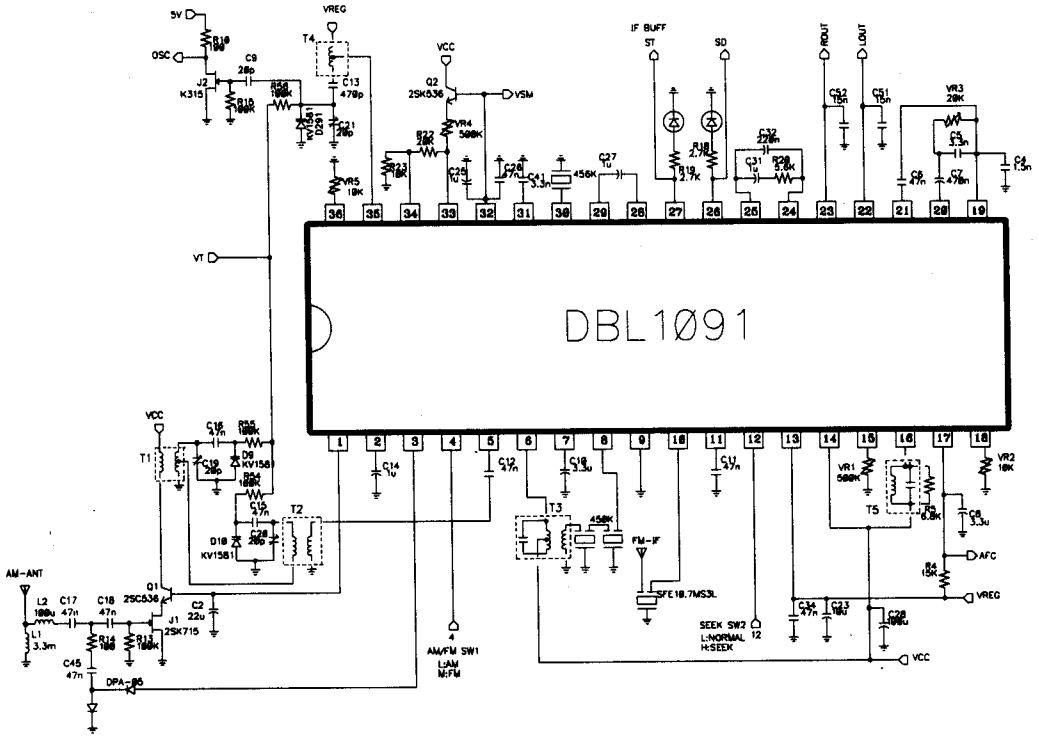 5V
VREG
IF BUFF
ST
SD
ROUT
LOUT
R10
100
T4
VCC
OSC
C9
20p
C13
470p
Q2
2SK536
VSM
C52
15n
C51
15n
VR3
20K
J2
K315
R15
100K
R56
100K
KV1581
D291
C21
20p
VR4
500K
R22
20K
R18
2.7K
C32
220n
C5
3.3n
R23
10K
C25
1u
C26
47n
C41
3.3n
456K
C27
1u
R19
2.7K
C31
1u
R20
5.6K
C6
47n
C7
470n
C4
1.5n
VR5
10K
36
35
34
33
32
31
30
29
28
27
26
25
24
23
22
21
20
19
VT
DBL1091
VCC
C16
47n
R55
100K
1
2
3
4
5
6
7
8
9
10
11
12
13
14
15
16
17
18
T1
C19
20p
D9
KV1581
C14
1u
C12
47n
C10
3.3u
C11
47n
VR1
500K
VR2
10K
R54
100K
C15
47n
T2
T3
450K
T5
R5
6.8K
C8
3.3u
D10
KV1581
C20
20p
FM-IF
AFC
AM-ANT
Q1
2SC536
SFE10.7MS3L
R4
15K
L2
100u
C17
47n
C18
47n
C2
22u
VREG
L1
3.3m
R14
100
R13
100K
J1
2SK715
4
AM/FM SW1
L:AM
M:FM
SEEK SW2
L:NORMAL
H:SEEK
12
C34
47n
C23
10u
C28
100u
C45
47n
VCC
DPA-05